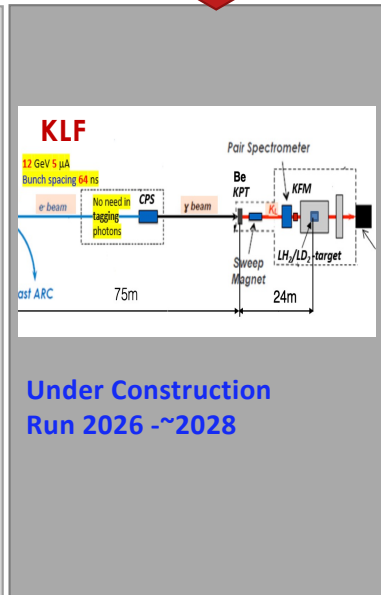 KLF
12 GeV 5 µA
Bunch spacing 64 ns
e⁻ beam
No need in
tagging
photons
CPS
γ beam
Be
KPT
Pair Spectrometer
KFM
K_L
Sweep
Magnet
LH₂/LD₂-target
ast ARC
75m
24m
Under Construction
Run 2026 -~2028